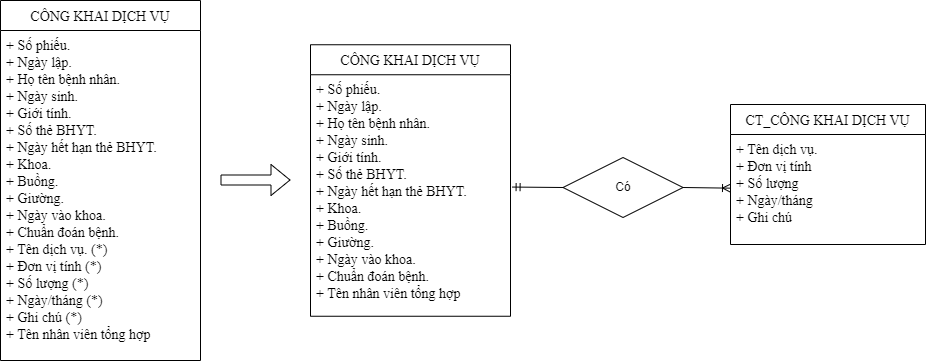 CÔNG KHAI DỊCH VỤ
+ Số phiếu.
+ Ngày lập.
+ Họ tên bệnh nhân.
+ Ngày sinh.
+ Giới tính.
+ Số thẻ BHYT.
+ Ngày hết hạn thẻ BHYT.
+ Khoa.
+ Buồng.
+ Giường.
+ Ngày vào khoa.
+ Chuẩn đoán bệnh.
+ Tên dịch vụ. (*)
+ Đơn vị tính (*)
+ Số lượng (*)
+ Ngày/tháng (*)
+ Ghi chú (*)
+ Tên nhân viên tổng hợp
CÔNG KHAI DỊCH VỤ
+ Số phiếu.
+ Ngày lập.
+ Họ tên bệnh nhân.
+ Ngày sinh.
+ Giới tính.
+ Số thẻ BHYT.
+ Ngày hết hạn thẻ BHYT.
+ Khoa.
+ Buồng.
+ Giường.
+ Ngày vào khoa.
+ Chuẩn đoán bệnh.
+ Tên nhân viên tổng hợp
Có
CT_CÔNG KHAI DỊCH VỤ
+ Tên dịch vụ.
+ Đơn vị tính
+ Số lượng
+ Ngày/tháng
+ Ghi chú